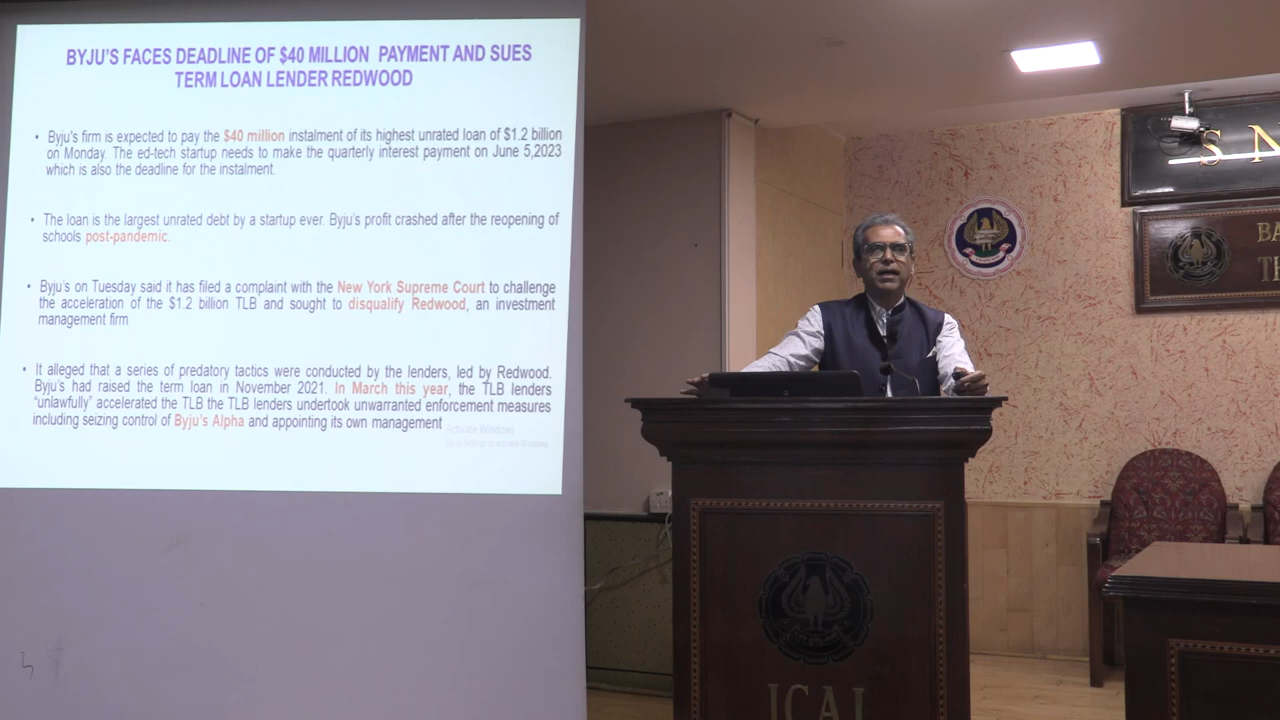 BYJU'S FACES DEADLINE OF $40 MILLION PAYMENT AND SUES
TERM LOAN LENDER REDWOOD
• Byju's firm is expected to pay the $40 million instalment of its highest unrated loan of $1.2 billion
on Monday. The ed-tech startup needs to make the quarterly interest payment on June 5,2023
which is also the deadline for the instalment.
• The loan is the largest unrated debt by a startup ever. Byju's profit crashed after the reopening of
schools post-pandemic.
• Byju's on Tuesday said it has filed a complaint with the New York Supreme Court to challenge
the acceleration of the $1.2 billion TLB and sought to disqualify Redwood, an investment
management firm
• It alleged that a series of predatory tactics were conducted by the lenders, led by Redwood.
Byju's had raised the term loan in November 2021. In March this year, the TLB lenders
"unlawfully" accelerated the TLB the TLB lenders undertook unwarranted enforcement measures
including seizing control of Byju's Alpha and appointing its own management
Activate Windows
Go to Settings to activate Windows.
S N
BA
TH
ICAI